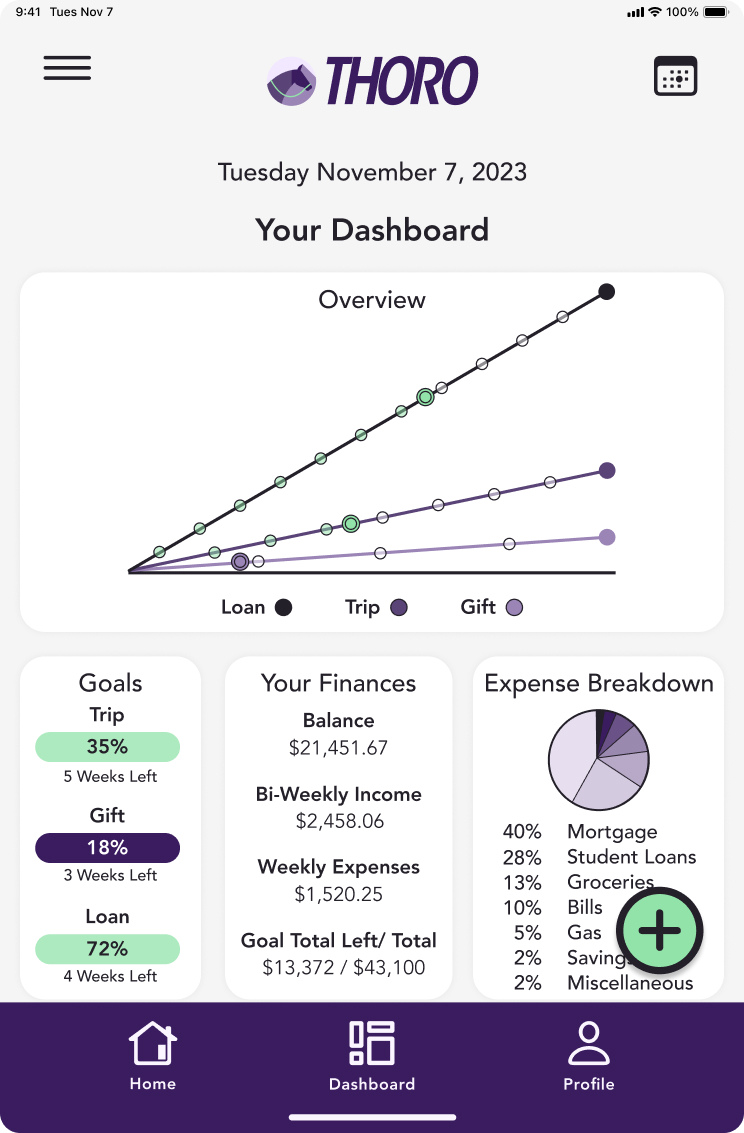 9:41 Tues Nov 7
100%
THORO
Tuesday November 7, 2023
Your Dashboard
Overview
Loan
Trip
Gift
Goals
Trip
35%
5 Weeks Left
Gift
18%
3 Weeks Left
Loan
72%
4 Weeks Left
Your Finances
Balance
$21,451.67
Bi-Weekly Income
$2,458.06
Weekly Expenses
$1,520.25
Goal Total Left/ Total
$13,372 / $43,100
Expense Breakdown
40% Mortgage
28% Student Loans
13% Groceries
10% Bills
5% Gas
2% Savings
2% Miscellaneous
Home
Dashboard
Profile